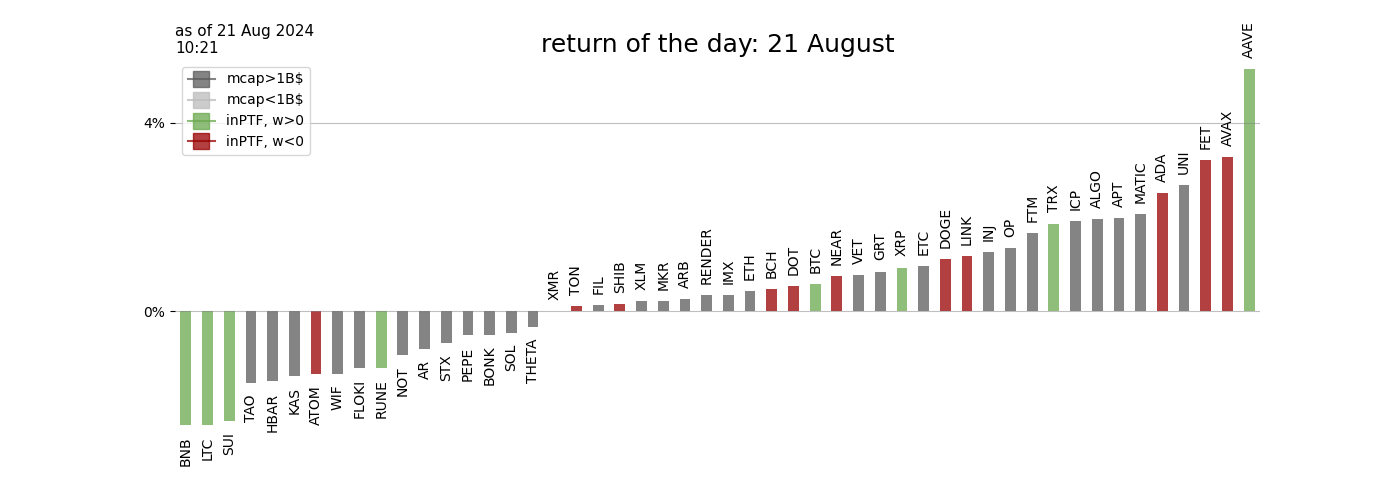 as of 21 Aug 2024
10:21
return of the day: 21 August
mcap>1B$
mcap<1B$
inPTF, w>0
inPTF, w<0
4%
0%
BNB
LTC
SUI
TAO
HBAR
KAS
ATOM
WIF
FLOKI
RUNE
NOT
AR
STX
PEPE
BONK
SOL
THETA
XMR
TON
FIL
SHIB
XLM
MKR
ARB
RENDER
IMX
ETH
BCH
DOT
BTC
NEAR
VET
GRT
XRP
ETC
DOGE
LINK
INJ
OP
FTM
TRX
ICP
ALGO
APT
MATIC
ADA
UNI
FET
AVAX
AAVE